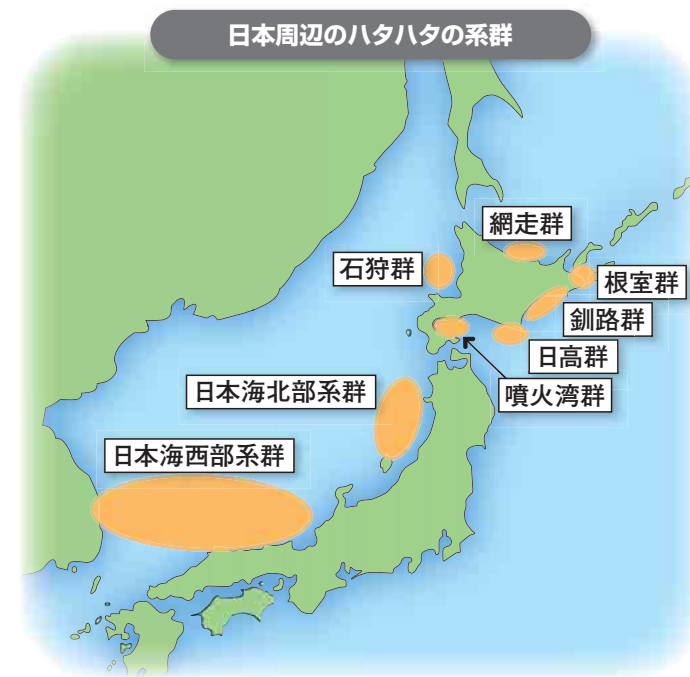 日本周辺のハタハタの系群
網走群
石狩群
根室群
釧路群
日高群
噴火湾群
日本海北部系群
日本海西部系群